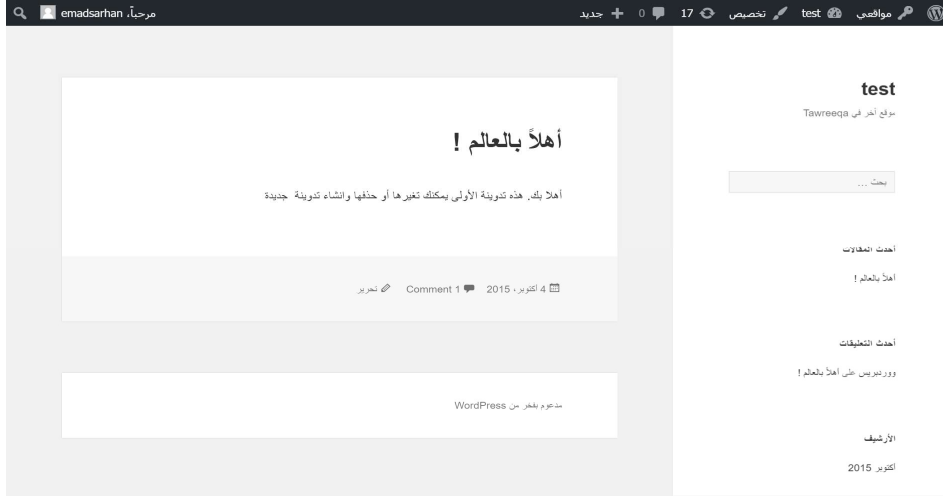 مواقعي test تخصيص 17 0 جديد مرحباً، emadsarhan
test
موقع آخر في Tawreeqa
بحث ...
أحدث المقالات
أهلاً بالعالم !
أحدث التعليقات
ووردبريس على أهلاً بالعالم !
الأرشيف
أكتوبر 2015
أهلاً بالعالم !
أهلا بك. هذه تدوينة الأولى يمكنك تغيرها أو حذفها وانشاء تدوينة جديدة
4 أكتوبر، 2015 1 Comment تحرير
مدعوم بفخر من WordPress